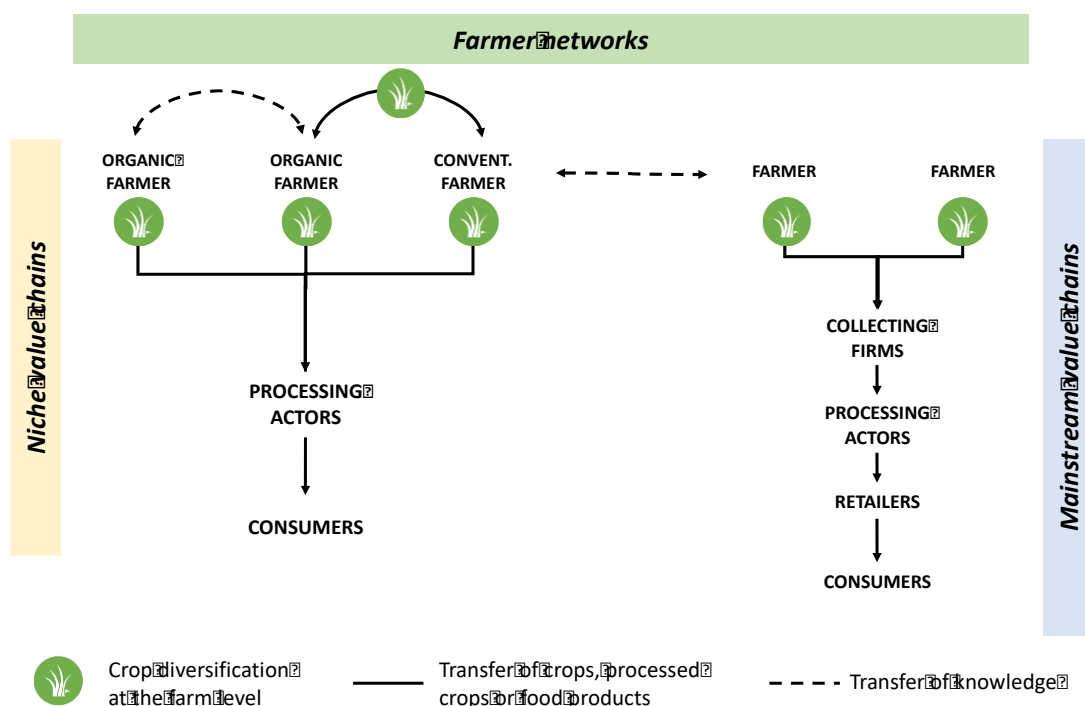 Farmer networks
ORGANIC
FARMER
ORGANIC
FARMER
CONVENT.
FARMER
FARMER
FARMER
Niche value chains
Mainstream value chains
COLLECTING
FIRMS
PROCESSING
ACTORS
PROCESSING
ACTORS
RETAILERS
CONSUMERS
CONSUMERS
Crop diversification
at the farm level
Transfer of crops, processed
crops or food products
Transfer of knowledge